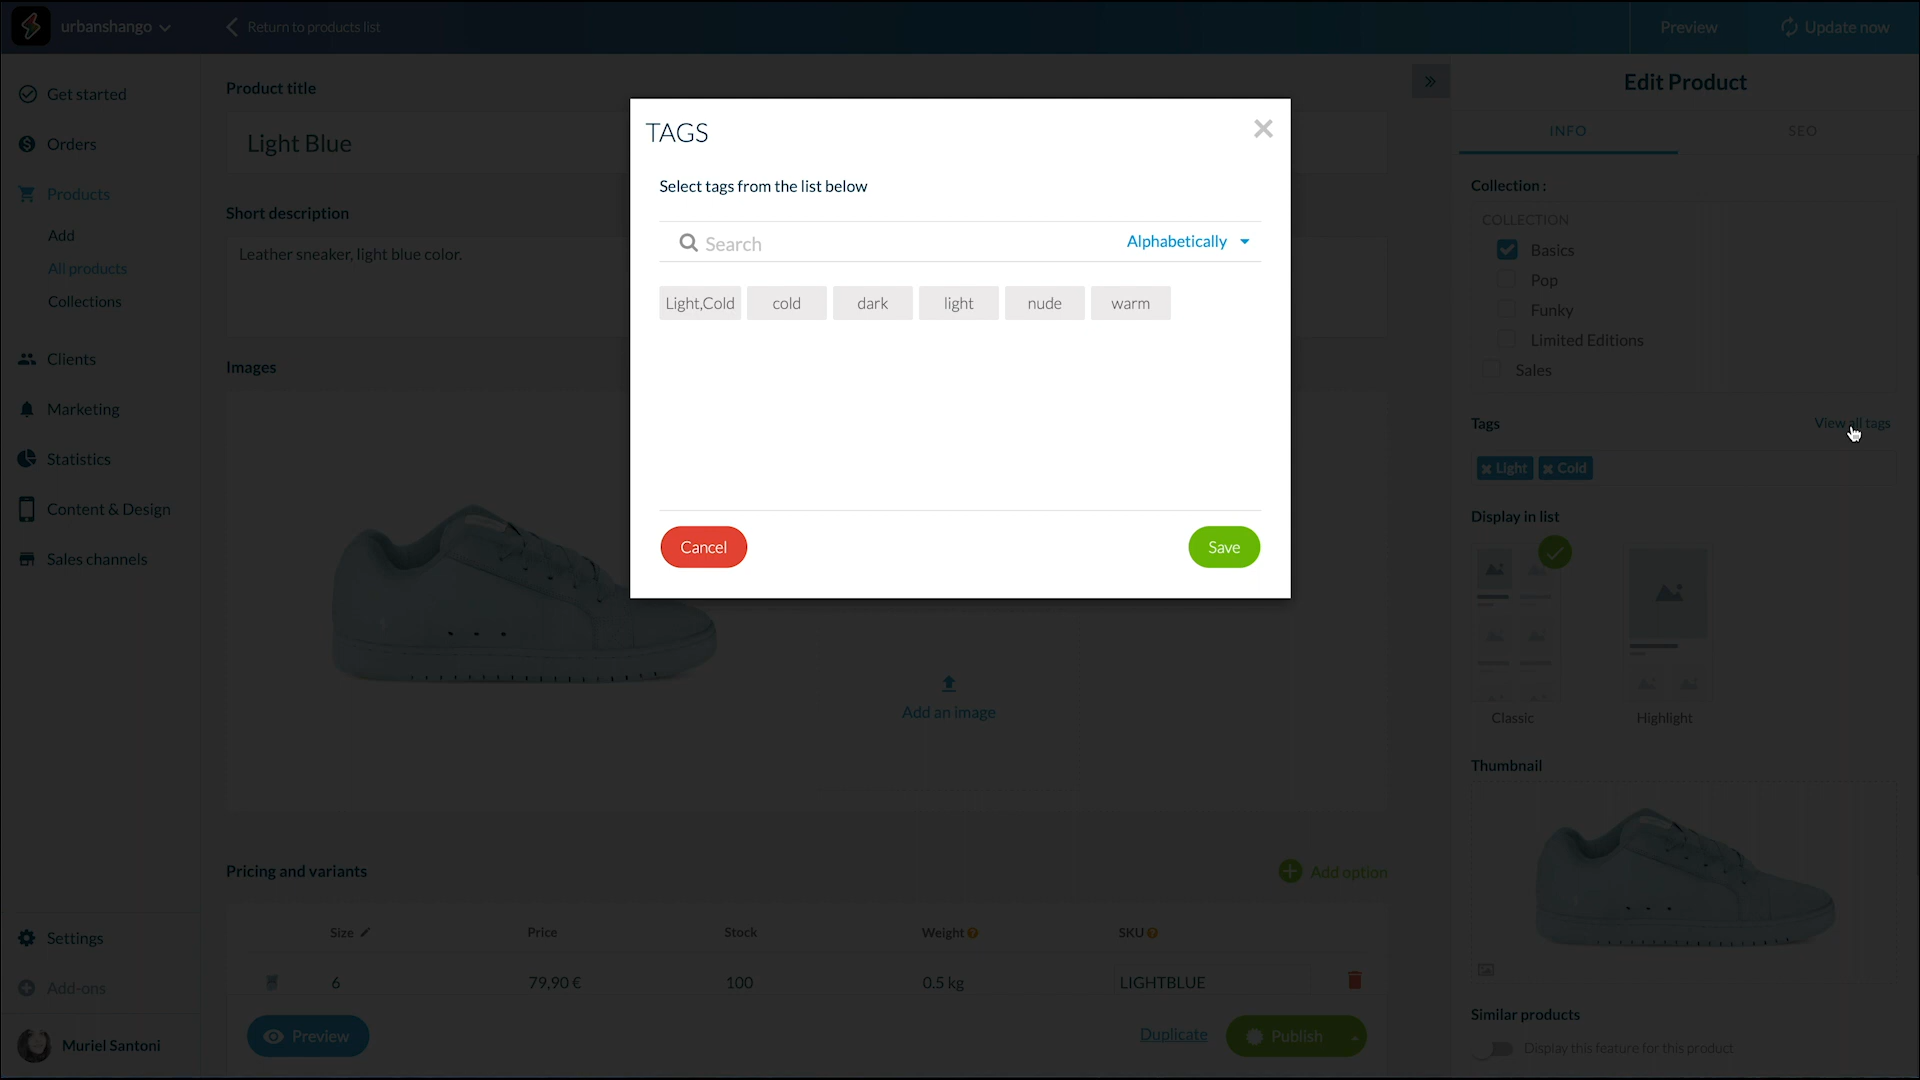 urbanshango
Return to products list
Preview
Update now
Get started
Orders
Products
Add
All products
Collections
Clients
Marketing
Statistics
Content & Design
Sales channels
Settings
Add-ons
Muriel Santoni
Product title
Light Blue
Short description
Leather sneaker, light blue color.
Images
Add an image
TAGS
Select tags from the list below
Search
Alphabetically
Light,Cold cold dark light nude warm
Cancel
Save
Pricing and variants
Add option
Size Price Stock Weight SKU
6 79,90 € 100 0.5 kg LIGHTBLUE
Preview
Duplicate
Publish
Edit Product
INFO SEO
Collection :
COLLECTION
Basics
Pop
Funky
Limited Editions
Sales
Tags
View all tags
Light Cold
Display in list
Classic Highlight
Thumbnail
Similar products
Display this feature for this product